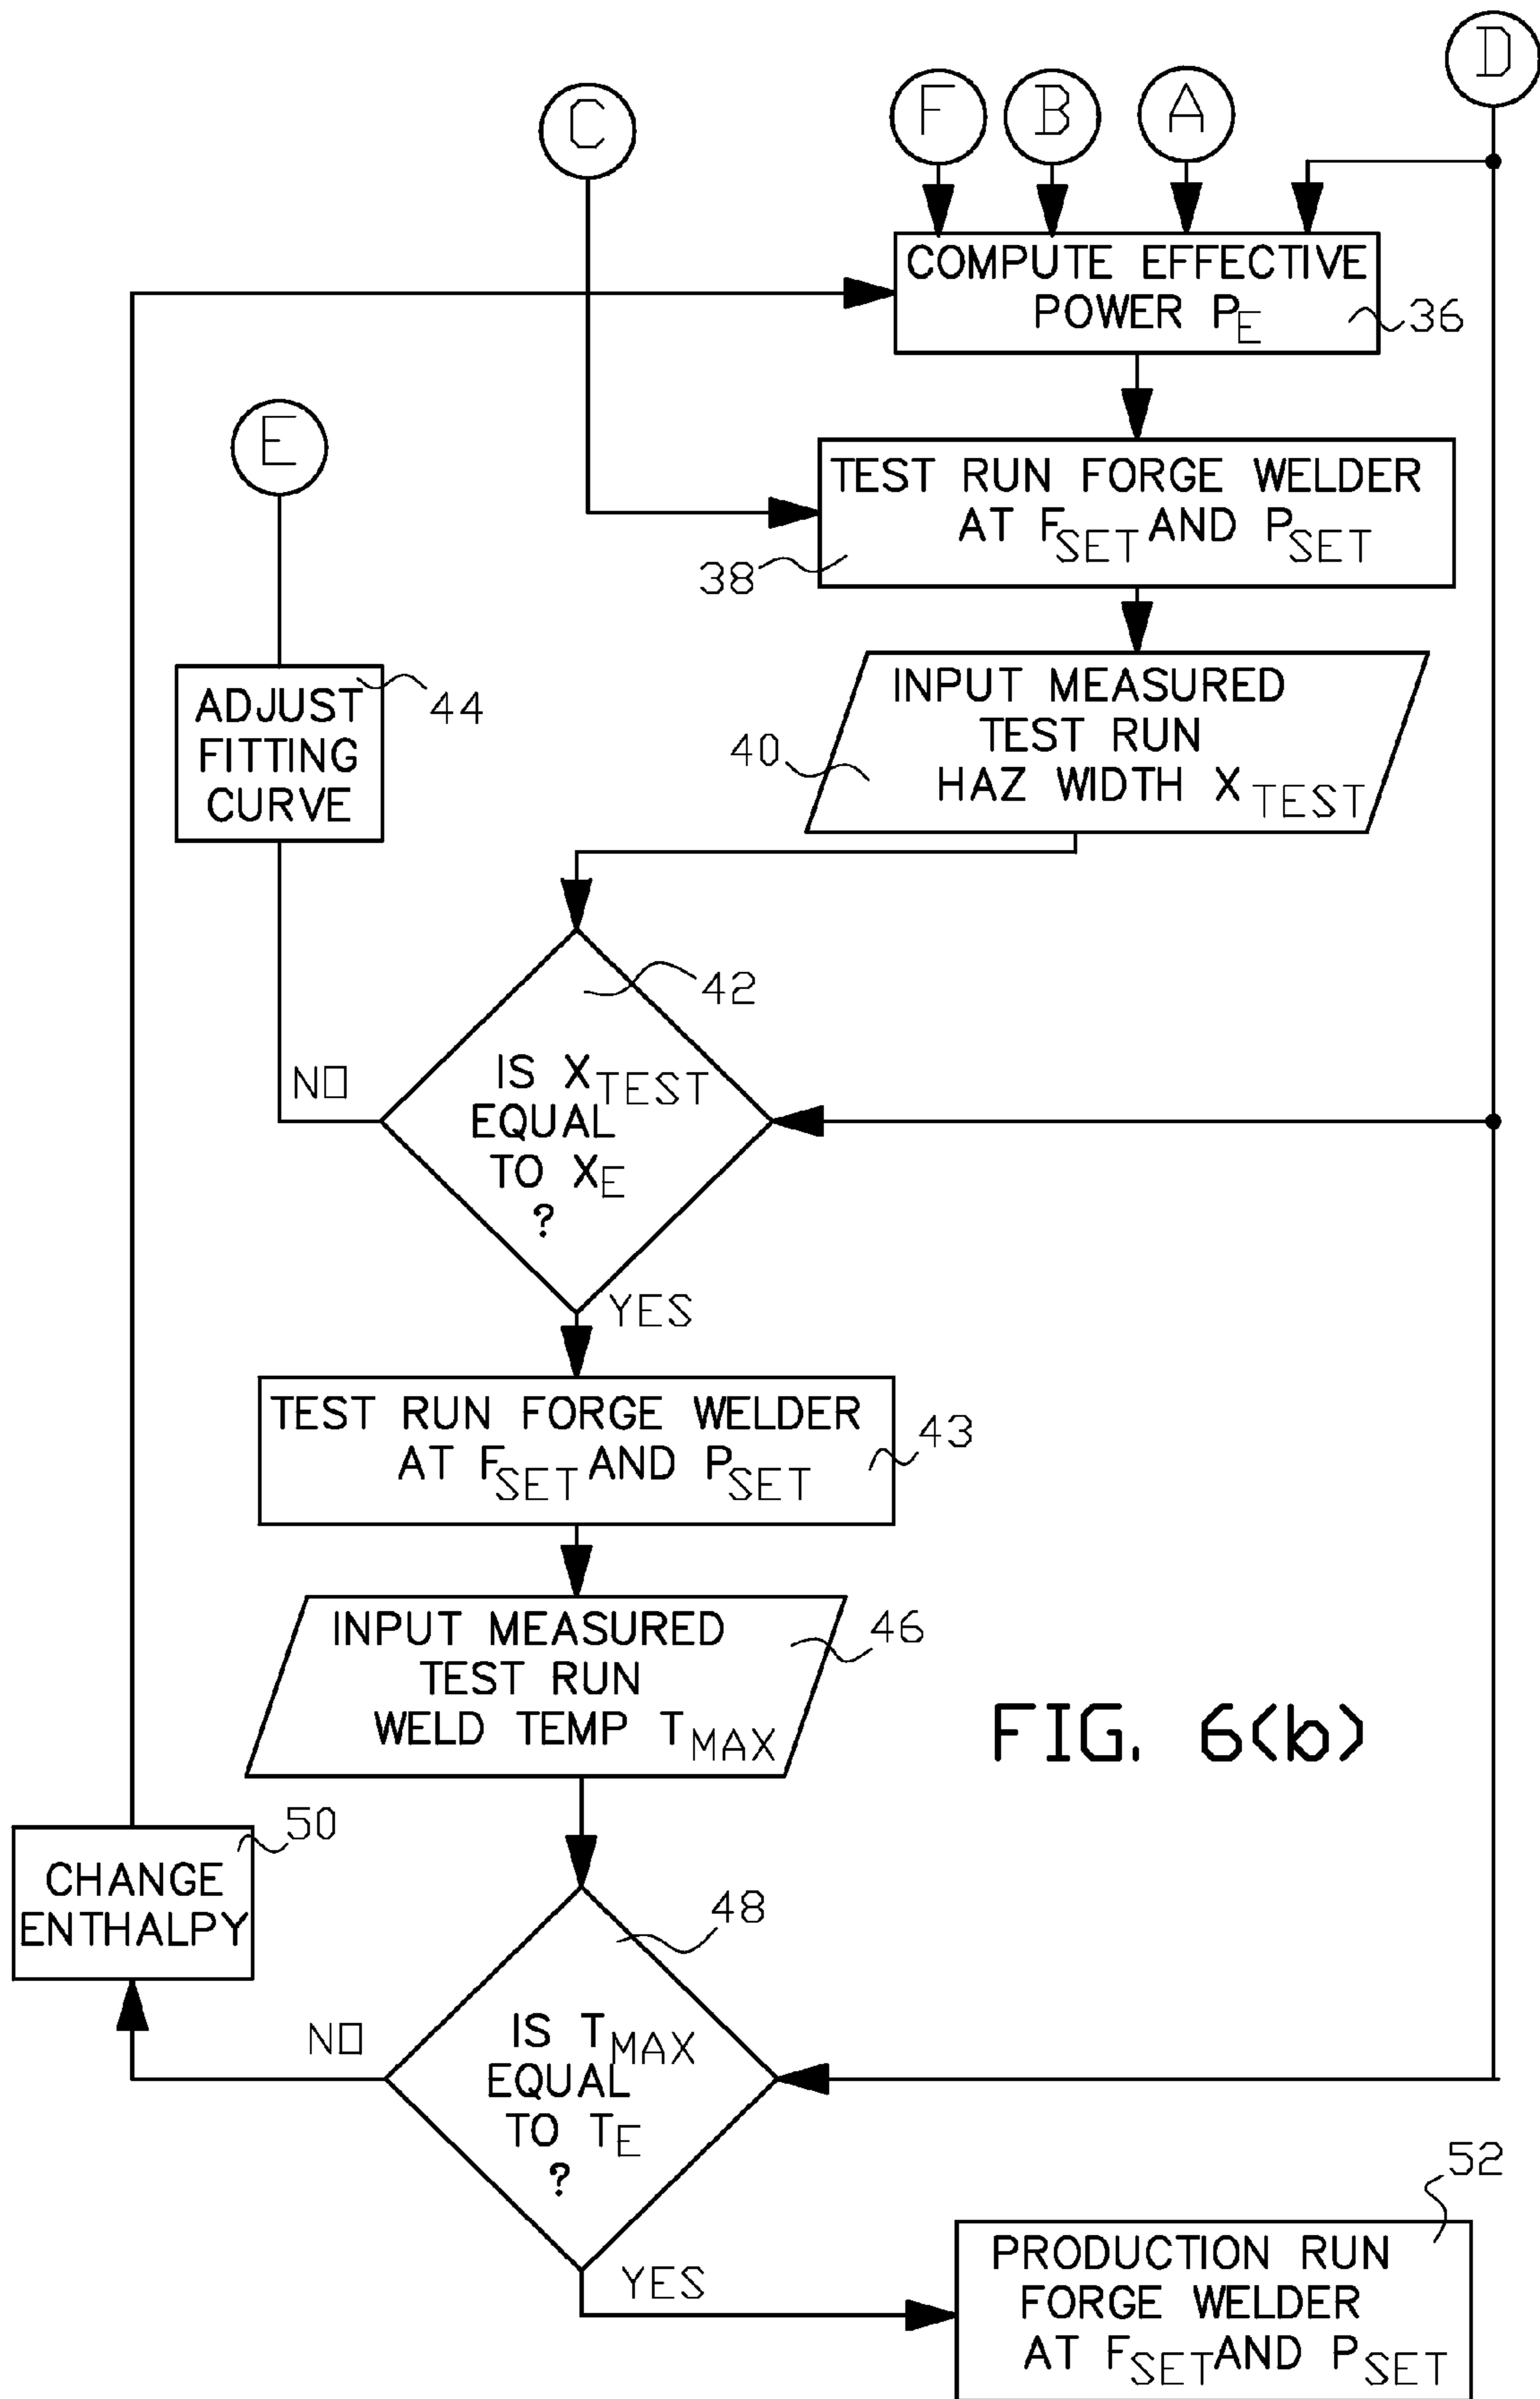 D
C
F
B
A
COMPUTE EFFECTIVE
POWER PE
36
E
TEST RUN FORGE WELDER
AT FSET AND PSET
38
INPUT MEASURED
TEST RUN
HAZ WIDTH XTEST
40
ADJUST
FITTING
CURVE
44
42
IS XTEST
EQUAL
TO XE
?
NO
YES
TEST RUN FORGE WELDER
AT FSET AND PSET
43
INPUT MEASURED
TEST RUN
WELD TEMP TMAX
46
FIG. 6(b)
50
CHANGE
ENTHALPY
48
IS TMAX
EQUAL
TO TE
?
NO
YES
52
PRODUCTION RUN
FORGE WELDER
AT FSET AND PSET